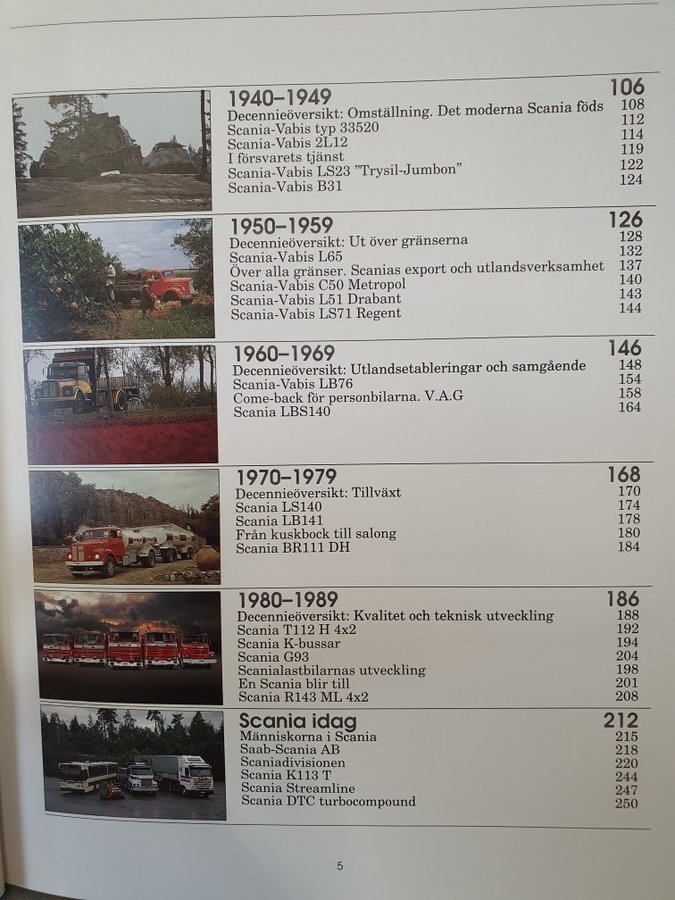 1940–1949 106
Decennieöversikt: Omställning. Det moderna Scania föds 108
Scania-Vabis typ 33520 112
Scania-Vabis 2L12 114
I försvarets tjänst 119
Scania-Vabis LS23 ”Trysil-Jumbon” 122
Scania-Vabis B31 124
1950–1959 126
Decennieöversikt: Ut över gränserna 128
Scania-Vabis L65 132
Över alla gränser. Scanias export och utlandsverksamhet 137
Scania-Vabis C50 Metropol 140
Scania-Vabis L51 Drabant 143
Scania-Vabis LS71 Regent 144
1960–1969 146
Decennieöversikt: Utlandsetableringar och samgående 148
Scania-Vabis LB76 154
Come-back för personbilarna. V.A.G 158
Scania LBS140 164
1970–1979 168
Decennieöversikt: Tillväxt 170
Scania LS140 174
Scania LB141 178
Från kuskbock till salong 180
Scania BR111 DH 184
1980–1989 186
Decennieöversikt: Kvalitet och teknisk utveckling 188
Scania T112 H 4x2 192
Scania K-bussar 194
Scania G93 204
Scanialastbilarnas utveckling 198
En Scania blir till 201
Scania R143 ML 4x2 208
Scania idag 212
Människorna i Scania 215
Saab-Scania AB 218
Scaniadivisionen 220
Scania K113 T 244
Scania Streamline 247
Scania DTC turbocompound 250
5